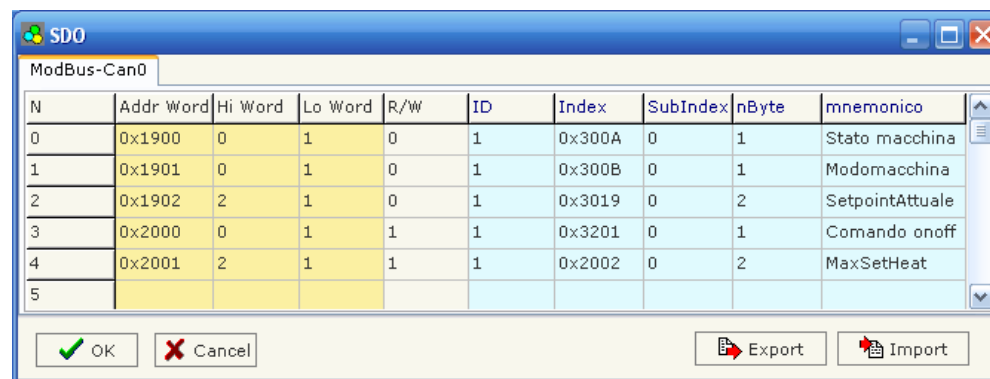 SDO
ModBus-Can0
N Addr Word Hi Word Lo Word R/W ID Index SubIndex nByte mnemonico
0 0x1900 0 1 0 1 0x300A 0 1 Stato macchina
1 0x1901 0 1 0 1 0x300B 0 1 Modomacchina
2 0x1902 2 1 0 1 0x3019 0 2 SetpointAttuale
3 0x2000 0 1 1 1 0x3201 0 1 Comando onoff
4 0x2001 2 1 1 1 0x2002 0 2 MaxSetHeat
5
OK Cancel Export Import